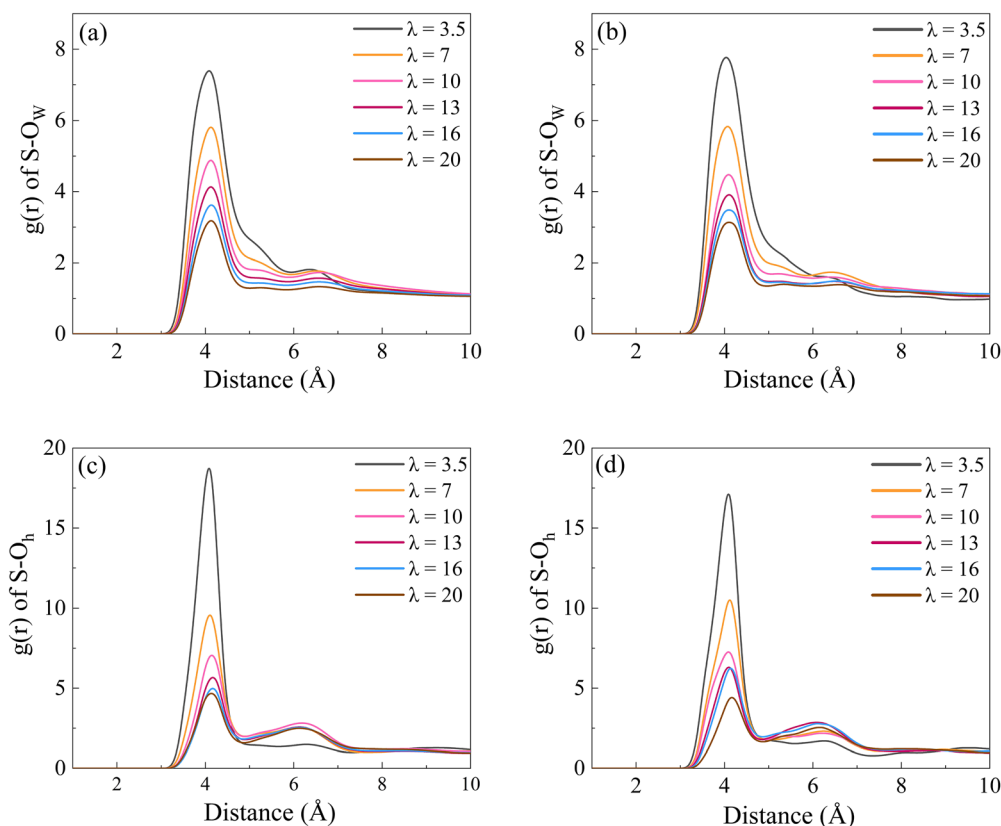 (a)
λ = 3.5
λ = 7
λ = 10
λ = 13
λ = 16
λ = 20
g(r) of S-O_W
8
6
4
2
0
2 4 6 8 10
Distance (Å)
(b)
λ = 3.5
λ = 7
λ = 10
λ = 13
λ = 16
λ = 20
g(r) of S-O_W
8
6
4
2
0
2 4 6 8 10
Distance (Å)
(c)
λ = 3.5
λ = 7
λ = 10
λ = 13
λ = 16
λ = 20
g(r) of S-O_h
20
15
10
5
0
2 4 6 8 10
Distance (Å)
(d)
λ = 3.5
λ = 7
λ = 10
λ = 13
λ = 16
λ = 20
g(r) of S-O_h
20
15
10
5
0
2 4 6 8 10
Distance (Å)